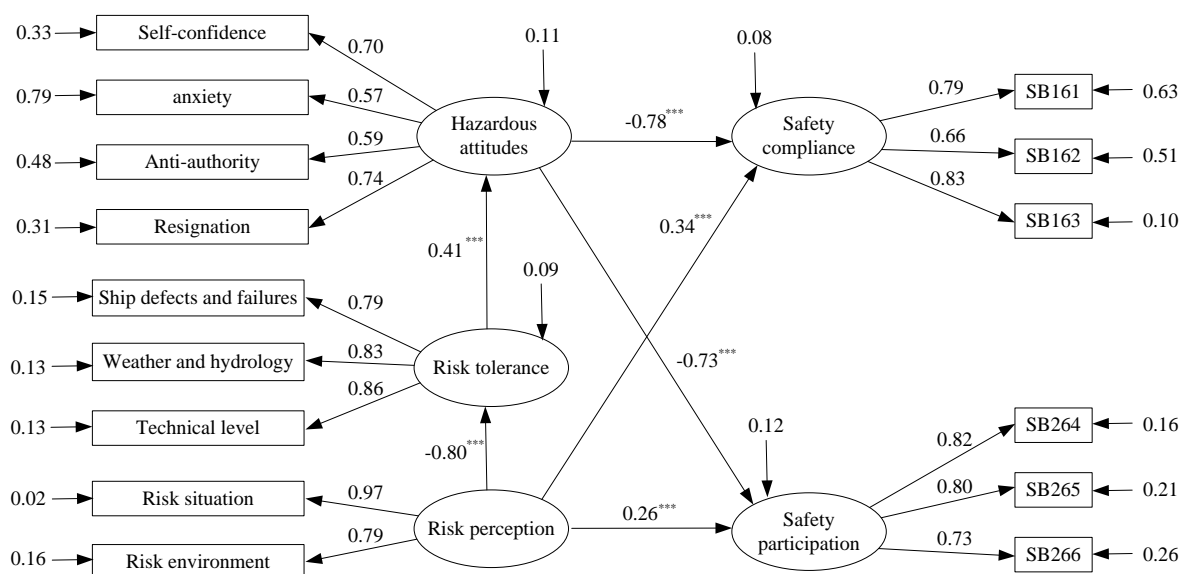 0.33
Self-confidence
0.70
0.79
anxiety
0.57
0.48
Anti-authority
0.59
0.31
Resignation
0.74
0.11
Hazardous
attitudes
-0.78***
0.08
Safety
compliance
0.79
SB161
0.63
0.66
SB162
0.51
0.83
SB163
0.10
0.41***
0.34***
0.15
Ship defects and failures
0.79
0.13
Weather and hydrology
0.83
0.13
Technical level
0.86
0.09
Risk tolerance
-0.73***
-0.80***
0.02
Risk situation
0.97
0.16
Risk environment
0.79
Risk perception
0.26***
0.12
Safety
participation
0.82
SB264
0.16
0.80
SB265
0.21
0.73
SB266
0.26